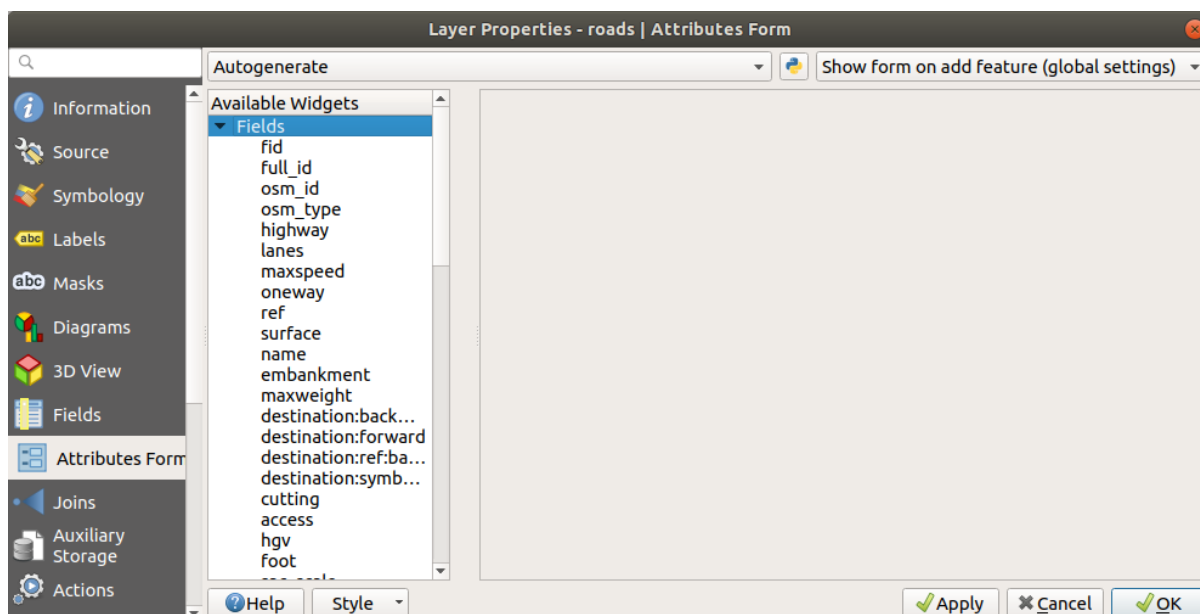 Layer Properties - roads | Attributes Form
Autogenerate
Show form on add feature (global settings)
Information
Source
Symbology
abc Labels
abc Masks
Diagrams
3D View
Fields
Attributes Form
Joins
Auxiliary
Storage
Actions
Available Widgets
Fields
fid
full_id
osm_id
osm_type
highway
lanes
maxspeed
oneway
ref
surface
name
embankment
maxweight
destination:back...
destination:forward
destination:ref:ba...
destination:symb...
cutting
access
hgv
foot
Help
Style
Apply
Cancel
OK